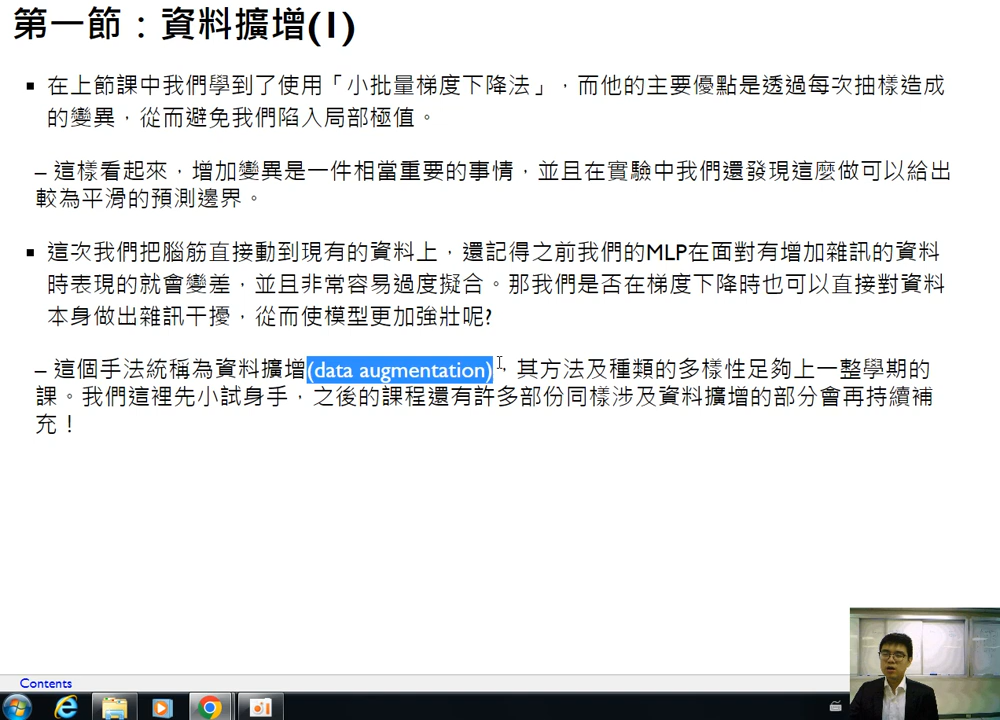 第一節：資料擴增(1)
▪ 在上節課中我們學到了使用「小批量梯度下降法」，而他的主要優點是透過每次抽樣造成
的變異，從而避免我們陷入局部極值。
– 這樣看起來，增加變異是一件相當重要的事情，並且在實驗中我們還發現這麼做可以給出
較為平滑的預測邊界。
▪ 這次我們把腦筋直接動到現有的資料上，還記得之前我們的MLP在面對有增加雜訊的資料
時表現的就會變差，並且非常容易過度擬合。那我們是否在梯度下降時也可以直接對資料
本身做出雜訊干擾，從而使模型更加強壯呢?
– 這個手法統稱為資料擴增(data augmentation)，其方法及種類的多樣性足夠上一整學期的
課。我們這裡先小試身手，之後的課程還有許多部份同樣涉及資料擴增的部分會再持續補
充！
Contents